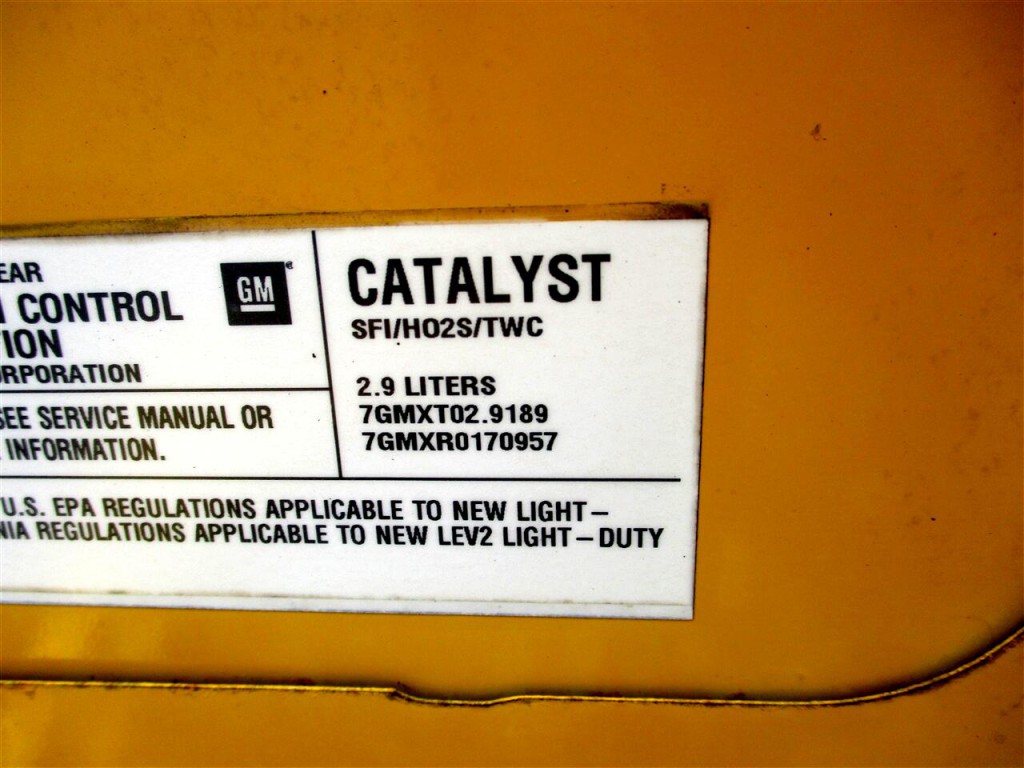 EAR
CONTROL
ION
RPORATION
GM
SEE SERVICE MANUAL OR
INFORMATION.
CATALYST
SFI/HO2S/TWC
2.9 LITERS
7GMXT02.9189
7GMXR0170957
U.S. EPA REGULATIONS APPLICABLE TO NEW LIGHT-
NIA REGULATIONS APPLICABLE TO NEW LEV2 LIGHT-DUTY